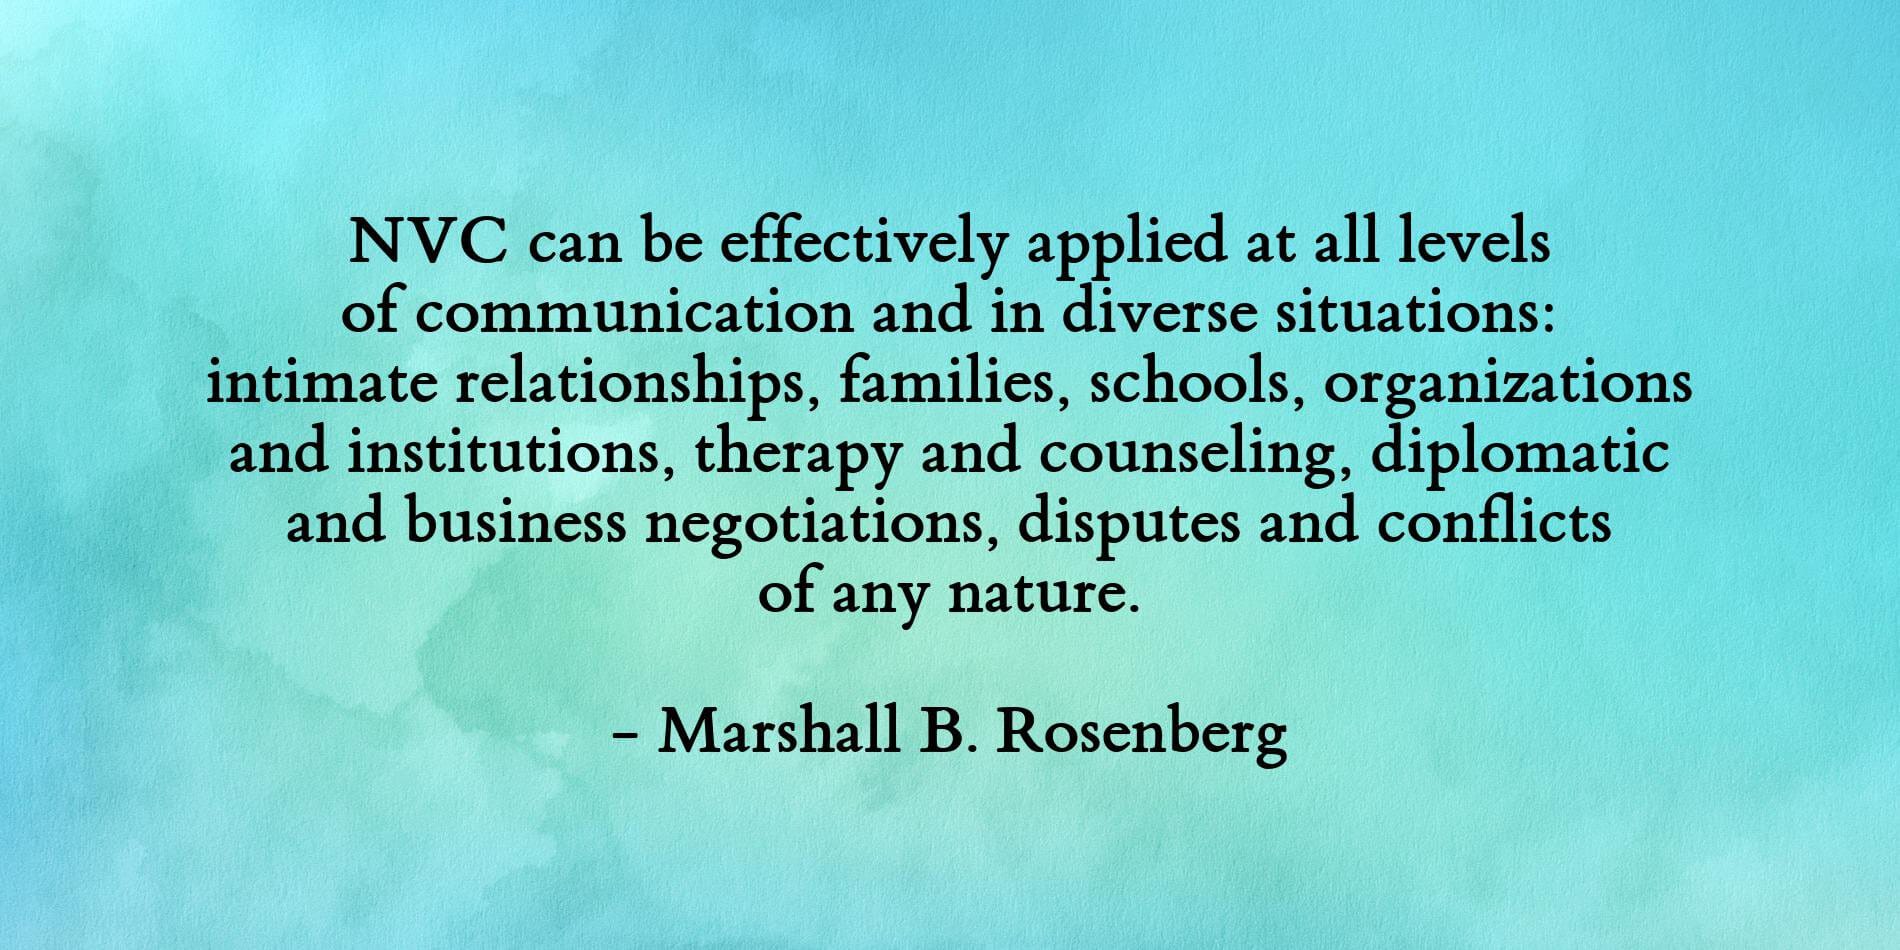 NVC can be effectively applied at all levels
of communication and in diverse situations:
intimate relationships, families, schools, organizations
and institutions, therapy and counseling, diplomatic
and business negotiations, disputes and conflicts
of any nature.
– Marshall B. Rosenberg